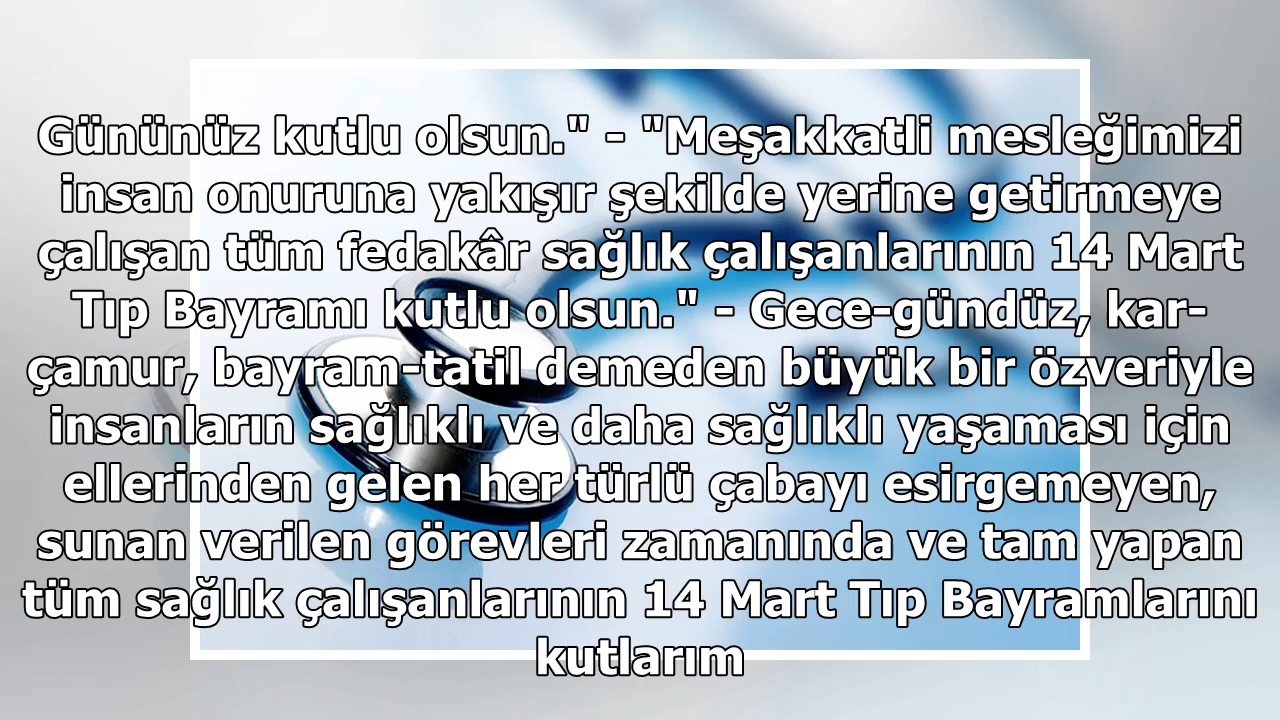 Gününüz kutlu olsun." - "Meşakkatli mesleğimizi
insan onuruna yakışır şekilde yerine getirmeye
çalışan tüm fedakâr sağlık çalışanlarının 14 Mart
Tıp Bayramı kutlu olsun." - Gece-gündüz, kar-
çamur, bayram-tatil demeden büyük bir özveriyle
insanların sağlıklı ve daha sağlıklı yaşaması için
ellerinden gelen her türlü çabayı esirgemeyen,
sunan verilen görevleri zamanında ve tam yapan
tüm sağlık çalışanlarının 14 Mart Tıp Bayramlarını
kutlarım